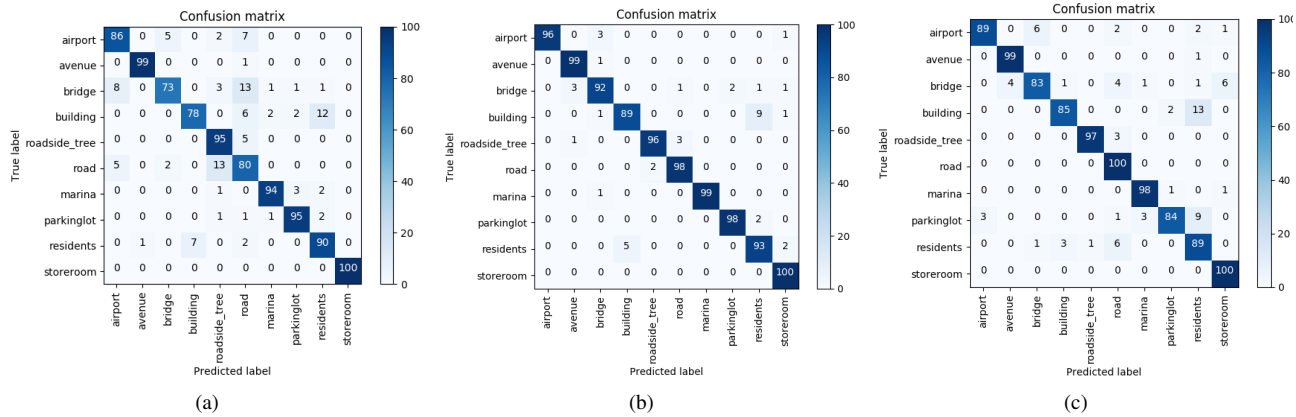 Confusion matrix
True label
airport 86 0 5 0 2 7 0 0 0 0
avenue 0 99 0 0 0 1 0 0 0 0
bridge 8 0 73 0 3 13 1 1 1 0
building 0 0 0 78 0 6 2 2 12 0
roadside_tree 0 0 0 0 95 5 0 0 0 0
road 5 0 2 0 13 80 0 0 0 0
marina 0 0 0 0 1 0 94 3 2 0
parkinglot 0 0 0 0 1 1 1 95 2 0
residents 0 1 0 7 0 2 0 0 90 0
storeroom 0 0 0 0 0 0 0 0 0 100
airport avenue bridge building roadside_tree road marina parkinglot residents storeroom
Predicted label
100
80
60
40
20
0
(a)
Confusion matrix
True label
airport 96 0 3 0 0 0 0 0 0 1
avenue 0 99 1 0 0 0 0 0 0 0
bridge 0 3 92 1 0 0 0 2 1 1
building 0 0 1 89 0 0 0 0 9 1
roadside_tree 0 1 0 0 96 3 0 0 0 0
road 0 0 0 0 2 98 0 0 0 0
marina 0 0 1 0 0 0 99 0 0 0
parkinglot 0 0 0 0 0 0 0 98 2 0
residents 0 0 0 5 0 0 0 0 93 2
storeroom 0 0 0 0 0 0 0 0 0 100
airport avenue bridge building roadside_tree road marina parkinglot residents storeroom
Predicted label
100
80
60
40
20
0
(b)
Confusion matrix
True label
airport 89 0 6 0 0 2 0 0 2 1
avenue 0 99 0 0 0 0 0 0 1 0
bridge 0 4 83 1 0 4 1 0 1 6
building 0 0 0 85 0 0 0 2 13 0
roadside_tree 0 0 0 0 97 3 0 0 0 0
road 0 0 0 0 0 100 0 0 0 0
marina 0 0 0 0 0 0 98 1 0 1
parkinglot 3 0 0 0 0 1 3 84 9 0
residents 0 0 1 3 1 6 0 0 89 0
storeroom 0 0 0 0 0 0 0 0 0 100
airport avenue bridge building roadside_tree road marina parkinglot residents storeroom
Predicted label
100
80
60
40
20
0
(c)